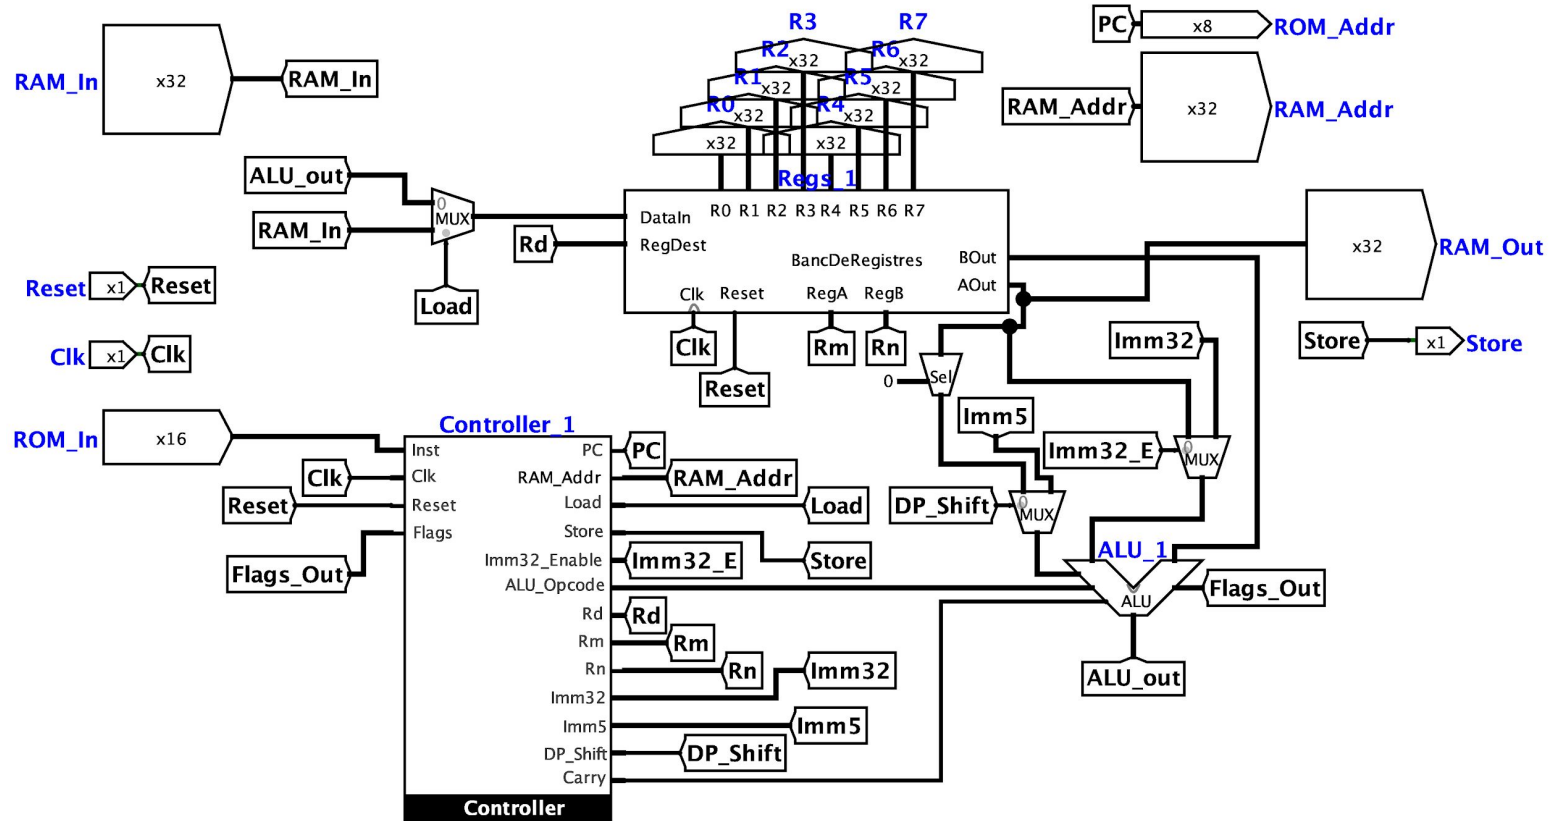 R3
R7
PC
x8
ROM_Addr
R2
x32
R6
x32
RAM_In
x32
RAM_In
R1
x32
R5
x32
RAM_Addr
x32
RAM_Addr
R0
x32
R4
x32
x32
x32
ALU_out
0
MUX
RAM_In
Load
Regs_1
R0 R1 R2 R3 R4 R5 R6 R7
DataIn
Rd
RegDest
BancDeRegistres
BOut
AOut
Clk
Reset
RegA
RegB
x32
RAM_Out
Reset
x1
Reset
Clk
x1
Clk
Clk
Reset
Rm
Rn
Imm32
Store
x1
Store
0
Sel
Imm5
Imm32_E
0
MUX
DP_Shift
0
MUX
ROM_In
x16
Controller_1
Inst
Clk
Clk
Reset
Reset
Flags
Flags_Out
PC
PC
RAM_Addr
RAM_Addr
Load
Load
Store
Store
Imm32_Enable
Imm32_E
ALU_Opcode
Rd
Rd
Rm
Rm
Rn
Rn
Imm32
Imm32
Imm5
Imm5
DP_Shift
DP_Shift
Carry
Controller
ALU_1
ALU
Flags_Out
ALU_out